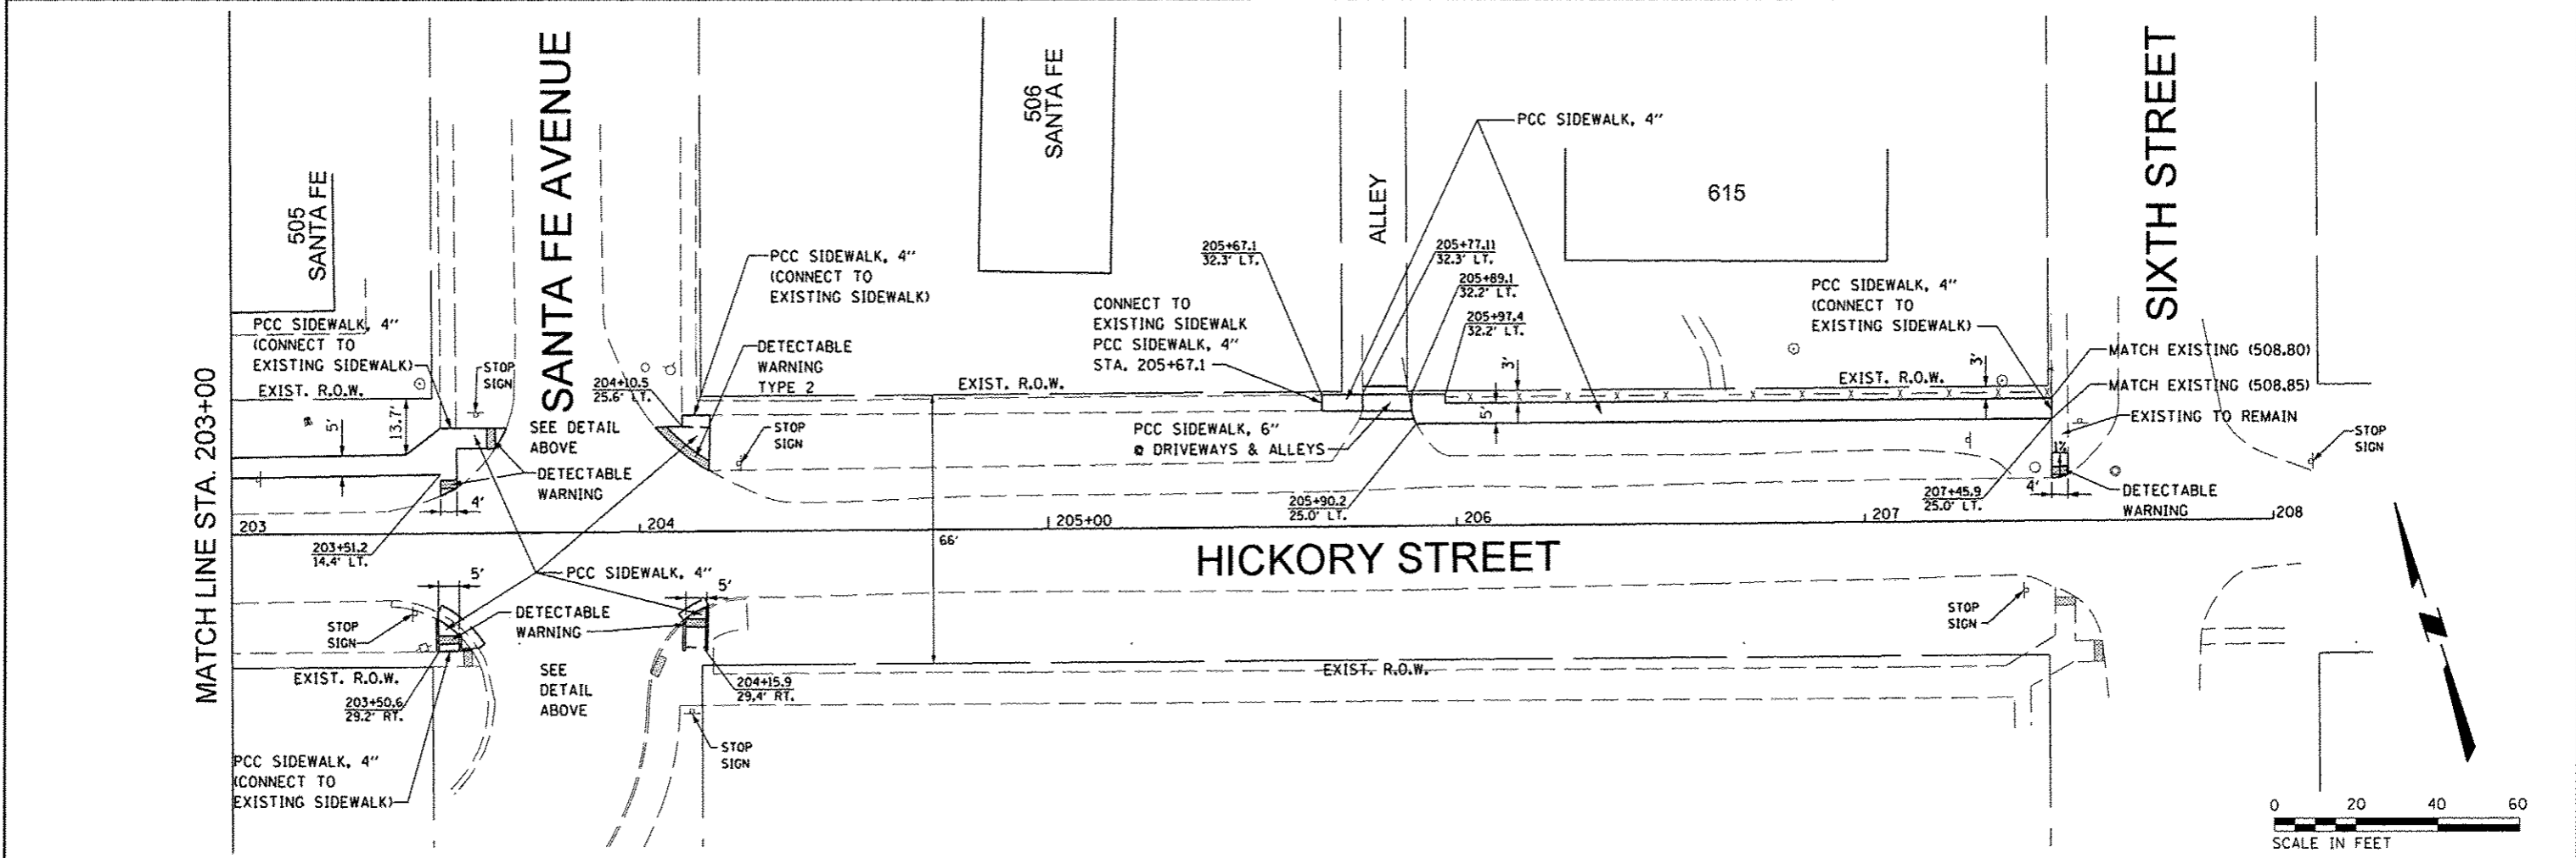 MATCH LINE STA. 203+00
505
SANTA FE
SANTA FE AVENUE
506
SANTA FE
ALLEY
615
SIXTH STREET
PCC SIDEWALK, 4"
PCC SIDEWALK, 4"
(CONNECT TO
EXISTING SIDEWALK)
EXIST. R.O.W.
STOP
SIGN
5'
13.7'
4'
SEE DETAIL
ABOVE
DETECTABLE
WARNING
204+10.5
25.6' LT.
PCC SIDEWALK, 4"
(CONNECT TO
EXISTING SIDEWALK)
DETECTABLE
WARNING
TYPE 2
STOP
SIGN
EXIST. R.O.W.
CONNECT TO
EXISTING SIDEWALK
PCC SIDEWALK, 4"
STA. 205+67.1
205+67.1
32.3' LT.
205+77.11
32.3' LT.
205+89.1
32.2' LT.
205+97.4
32.2' LT.
PCC SIDEWALK, 6"
@ DRIVEWAYS & ALLEYS
205+90.2
25.0' LT.
3'
5'
EXIST. R.O.W.
3'
PCC SIDEWALK, 4"
(CONNECT TO
EXISTING SIDEWALK)
MATCH EXISTING (508.80)
MATCH EXISTING (508.85)
EXISTING TO REMAIN
STOP
SIGN
DETECTABLE
WARNING
4'
207+45.9
25.0' LT.
203
204
205+00
206
207
208
66'
HICKORY STREET
203+51.2
14.4' LT.
5'
PCC SIDEWALK, 4"
5'
DETECTABLE
WARNING
STOP
SIGN
EXIST. R.O.W.
203+50.6
29.2' RT.
SEE
DETAIL
ABOVE
204+15.9
29.4' RT.
EXIST. R.O.W.
STOP
SIGN
STOP
SIGN
PCC SIDEWALK, 4"
(CONNECT TO
EXISTING SIDEWALK)
0 20 40 60
SCALE IN FEET